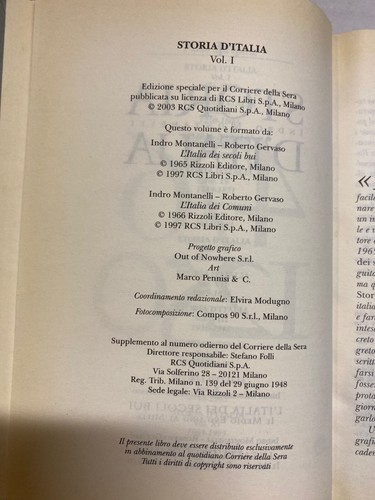 STORIA D'ITALIA
Vol. I
Edizione speciale per il Corriere della Sera
pubblicata su licenza di RCS Libri S.p.A., Milano
© 2003 RCS Quotidiani S.p.A., Milano
Questo volume è formato da:
Indro Montanelli – Roberto Gervaso
L'Italia dei secoli bui
© 1965 Rizzoli Editore, Milano
© 1997 RCS Libri S.p.A., Milano
Indro Montanelli – Roberto Gervaso
L'Italia dei Comuni
© 1966 Rizzoli Editore, Milano
© 1997 RCS Libri S.p.A., Milano
Progetto grafico
Out of Nowhere S.r.l.
Art
Marco Pennisi & C.
Coordinamento redazionale: Elvira Modugno
Fotocomposizione: Compos 90 S.r.l., Milano
Supplemento al numero odierno del Corriere della Sera
Direttore responsabile: Stefano Folli
RCS Quotidiani S.p.A.
Via Solferino 28 – 20121 Milano
Reg. Trib. Milano n. 139 del 29 giugno 1948
Sede legale: Via Rizzoli 2 – Milano
Il presente libro deve essere distribuito esclusivamente
in abbinamento al quotidiano Corriere della Sera
Tutti i diritti di copyright sono riservati